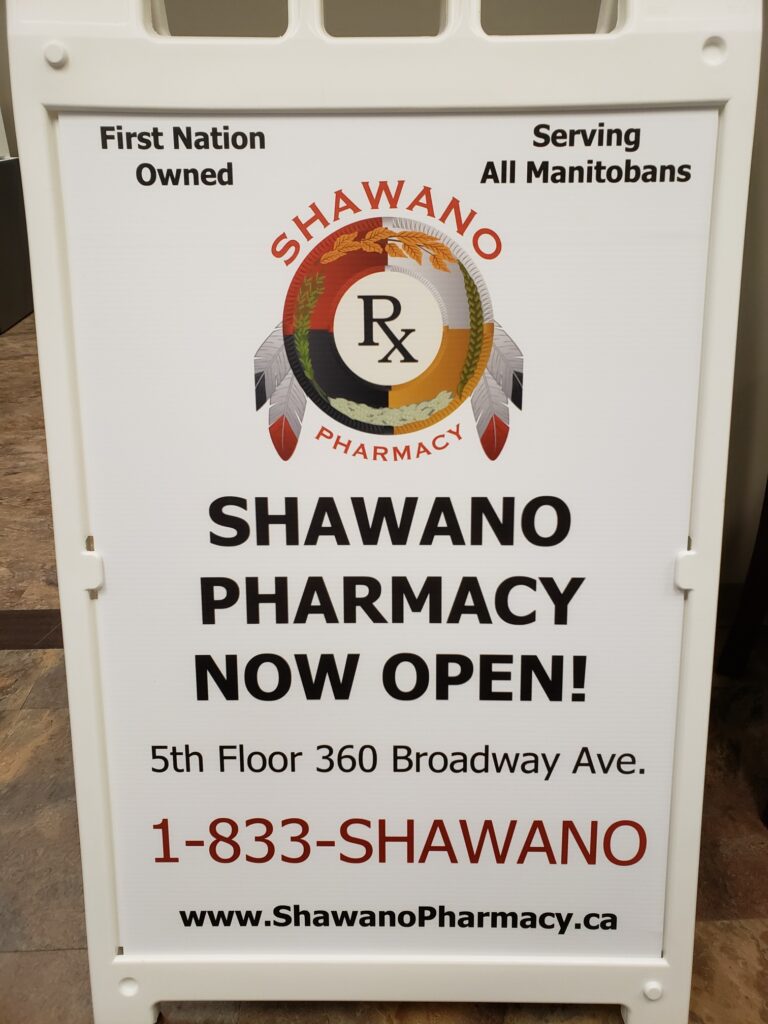 First Nation
Owned
Serving
All Manitobans
SHAWANO
Rx
PHARMACY
SHAWANO
PHARMACY
NOW OPEN!
5th Floor 360 Broadway Ave.
1-833-SHAWANO
www.ShawanoPharmacy.ca